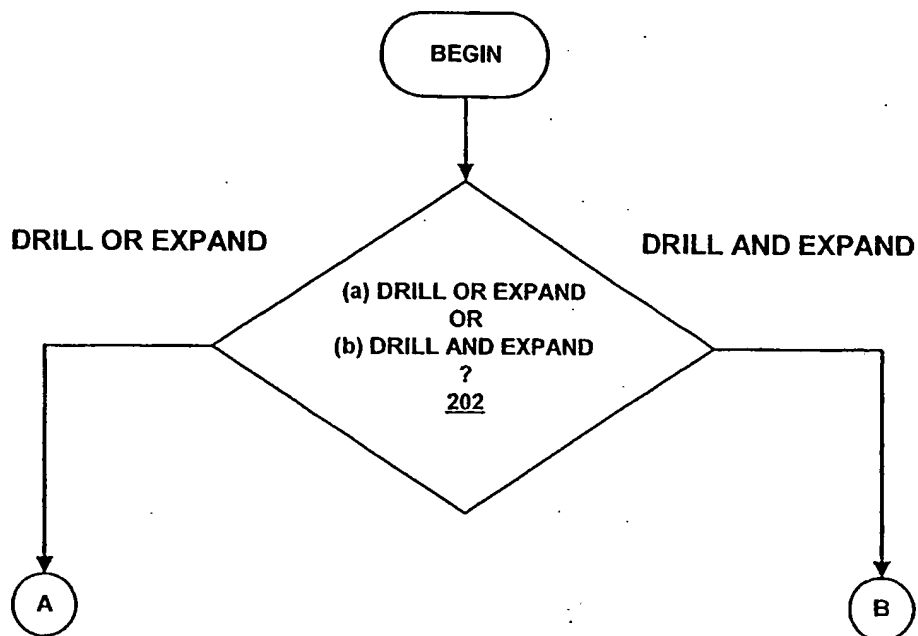 BEGIN
DRILL OR EXPAND
DRILL AND EXPAND
(a) DRILL OR EXPAND
OR
(b) DRILL AND EXPAND
?
202
A
B